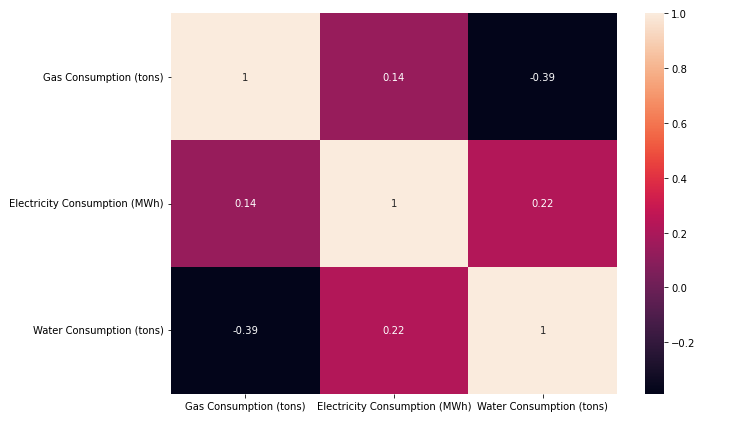 Gas Consumption (tons)
1
0.14
-0.39
Electricity Consumption (MWh)
0.14
1
0.22
Water Consumption (tons)
-0.39
0.22
1
Gas Consumption (tons)
Electricity Consumption (MWh)
Water Consumption (tons)
1.0
0.8
0.6
0.4
0.2
0.0
−0.2